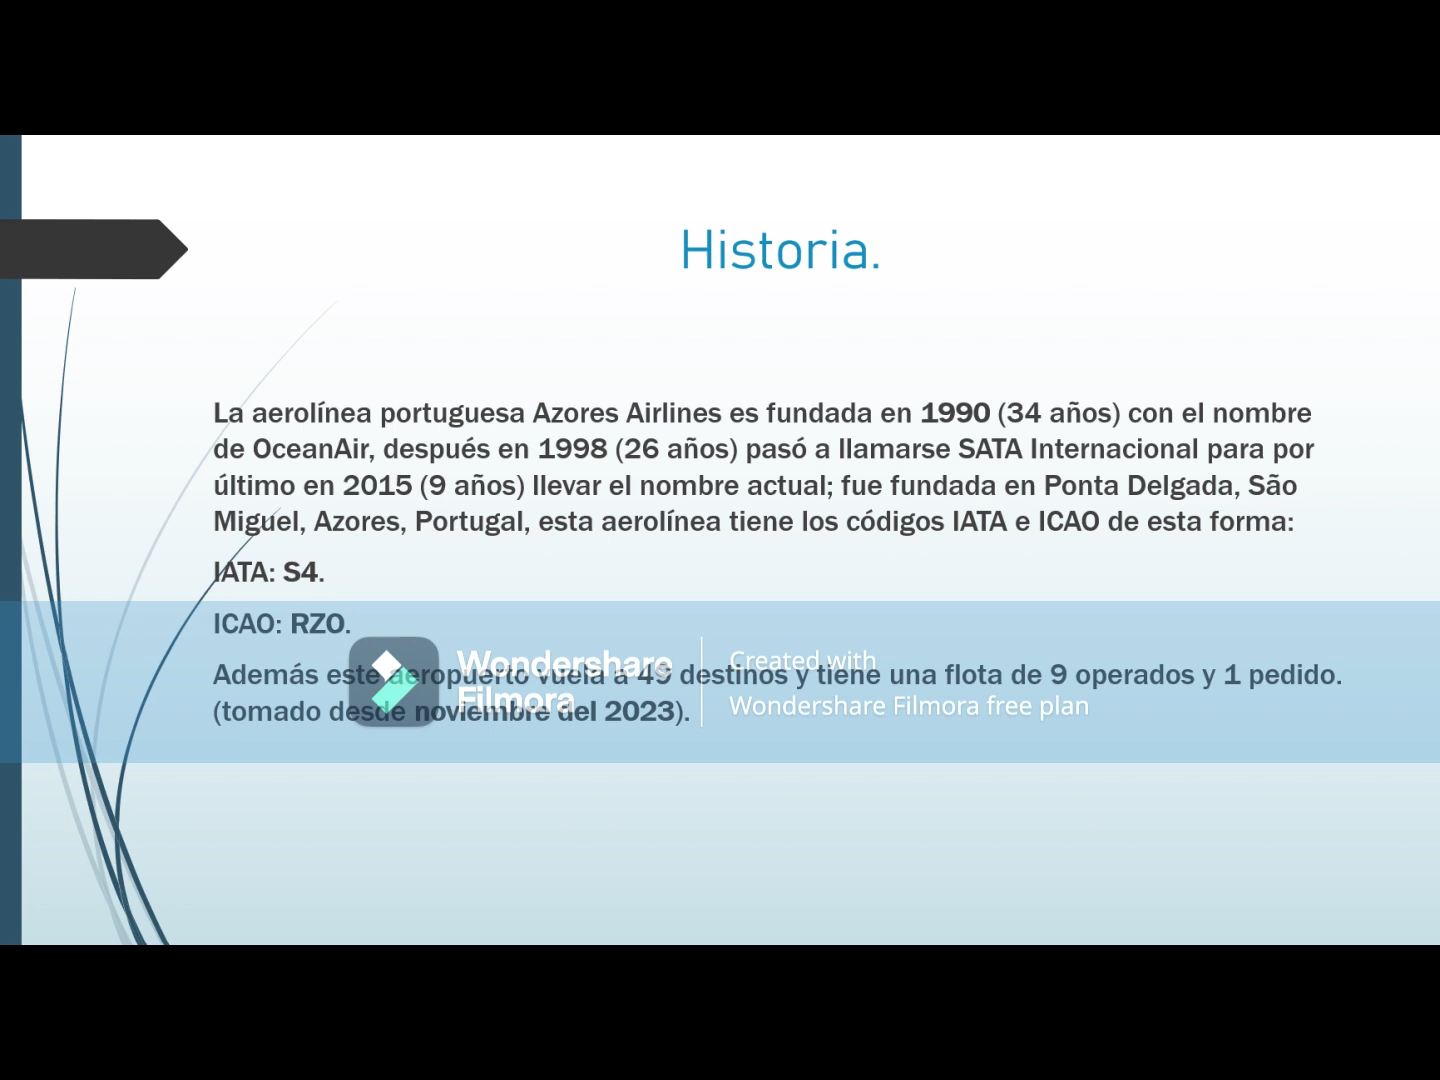 Historia.
La aerolínea portuguesa Azores Airlines es fundada en 1990 (34 años) con el nombre
de OceanAir, después en 1998 (26 años) pasó a llamarse SATA Internacional para por
último en 2015 (9 años) llevar el nombre actual; fue fundada en Ponta Delgada, São
Miguel, Azores, Portugal, esta aerolínea tiene los códigos IATA e ICAO de esta forma:
IATA: S4.
ICAO: RZO.
Además este aeropuerto vuela a 49 destinos y tiene una flota de 9 operados y 1 pedido.
(tomado desde noviembre del 2023).
Wondershare
Filmora
Created with
Wondershare Filmora free plan